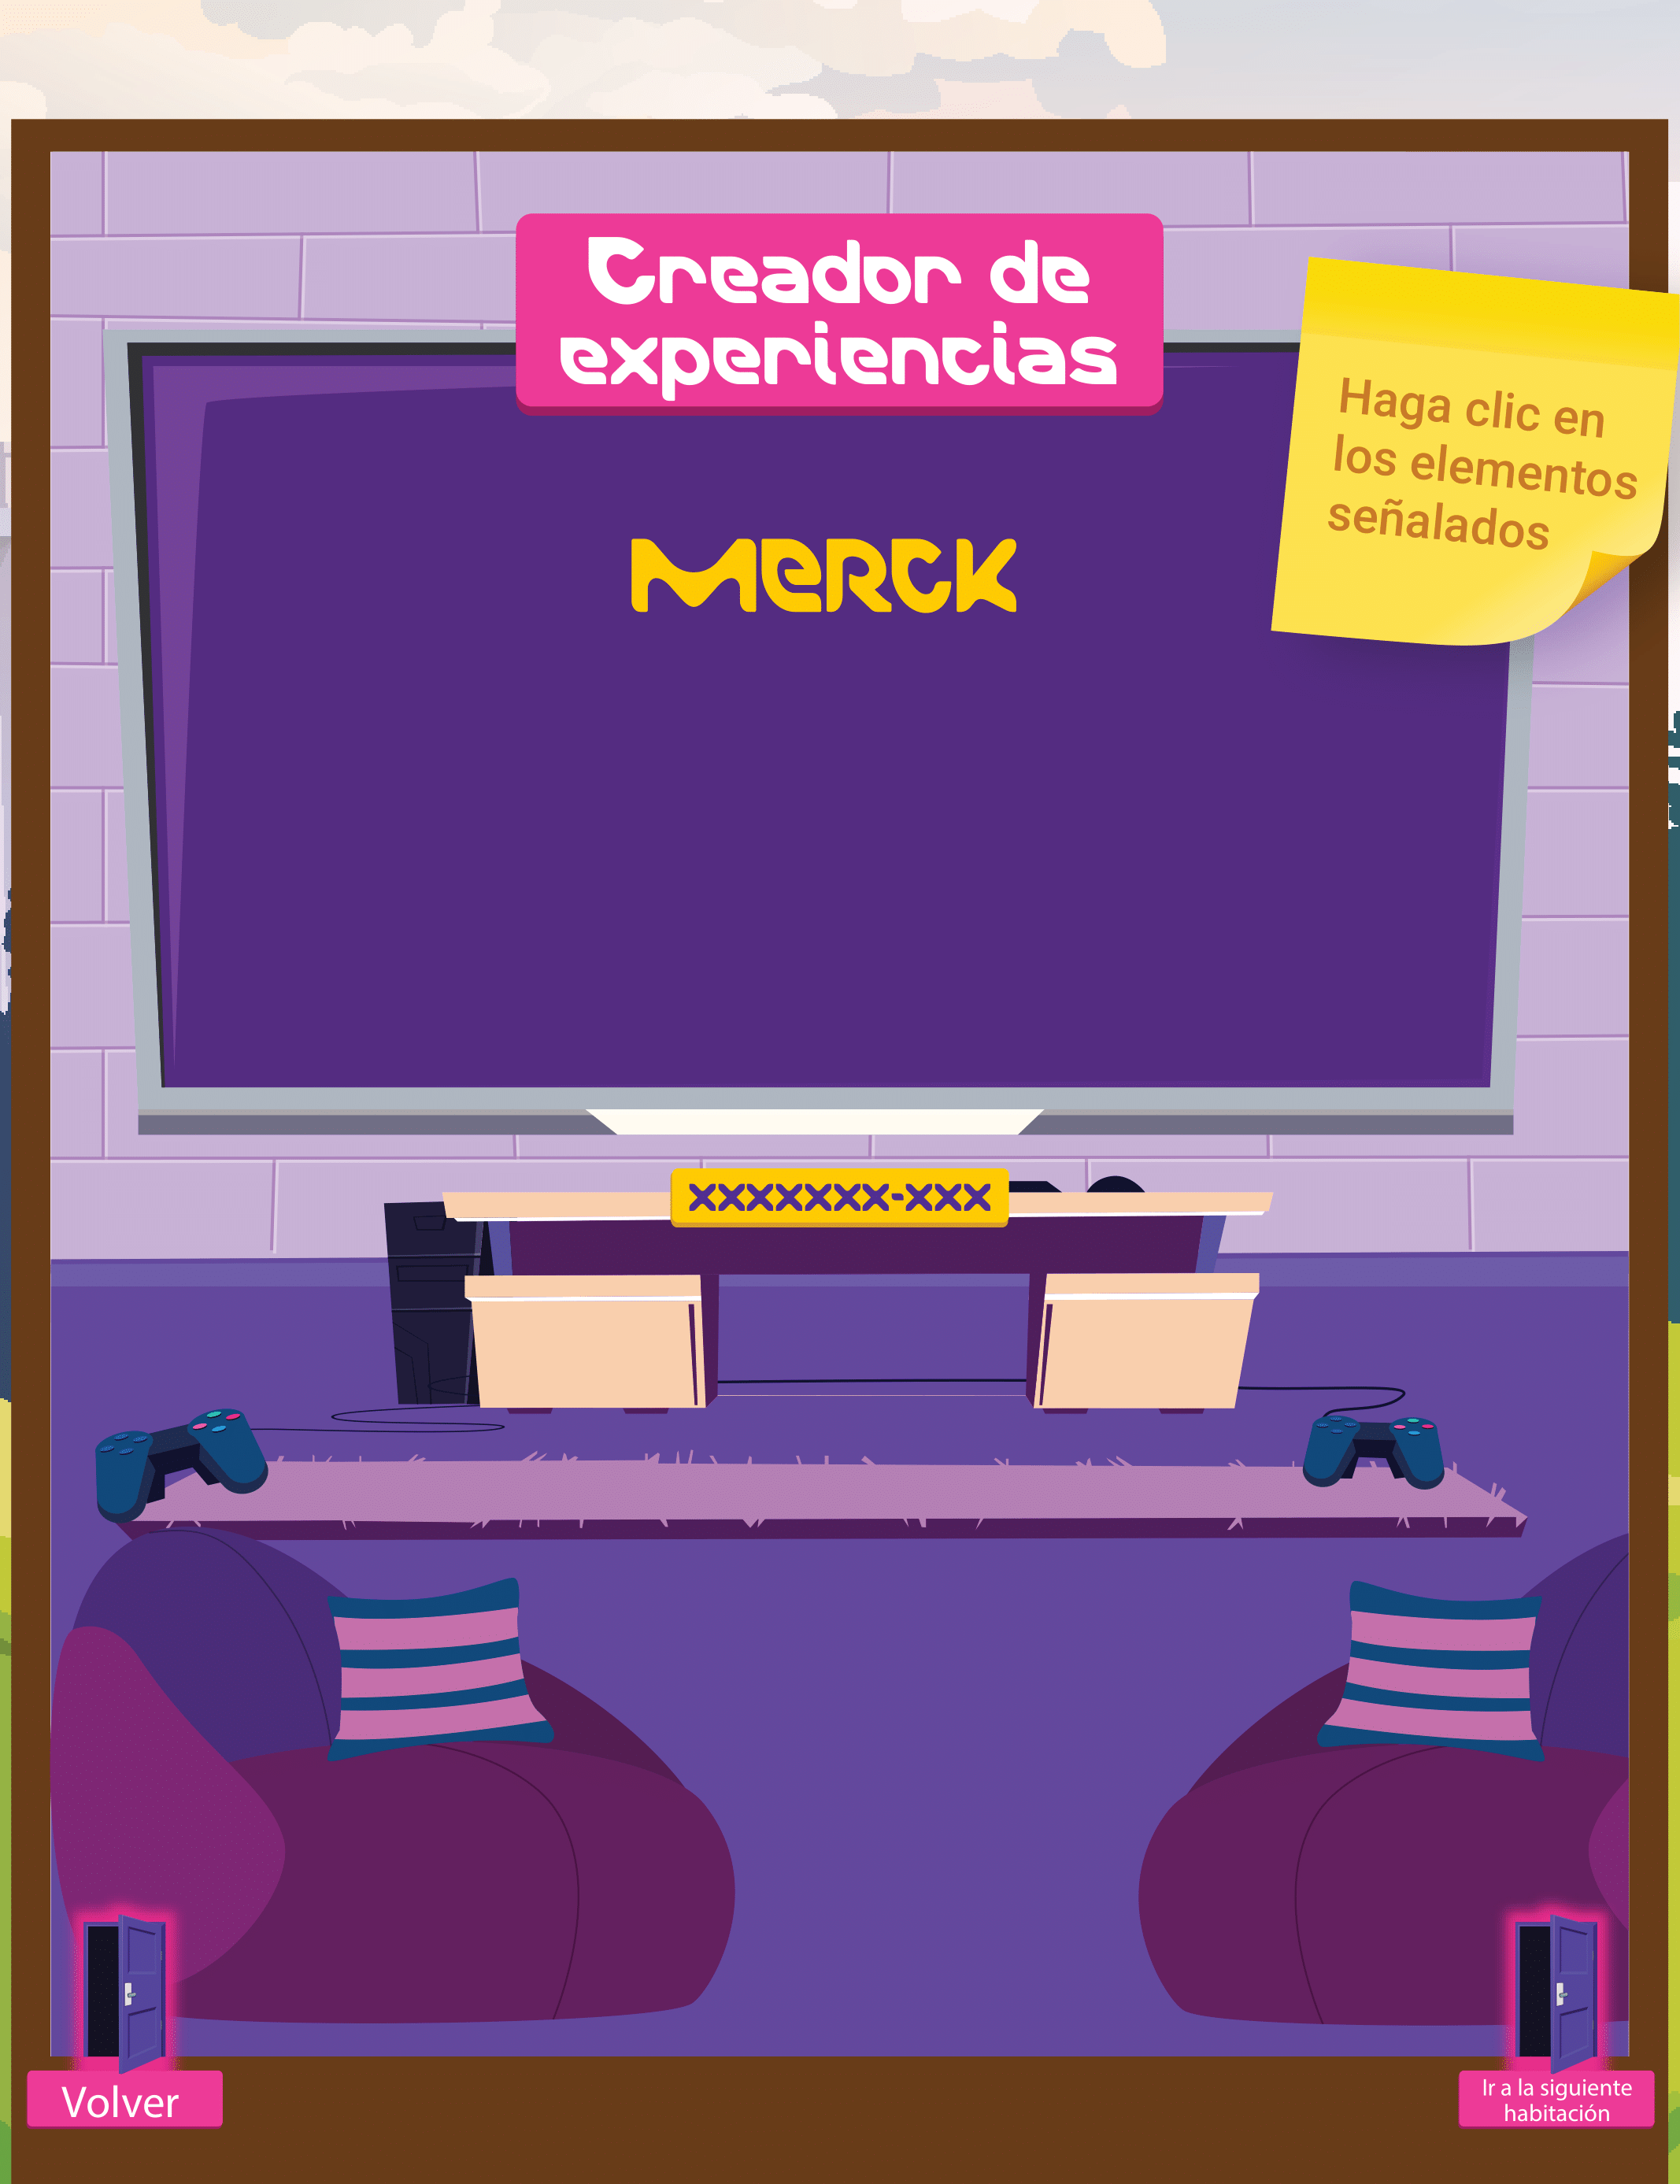 Creador de
experiencias
Haga clic en
los elementos
señalados
MERCK
xxxxxxx-xxx
Volver
Ir a la siguiente
habitación